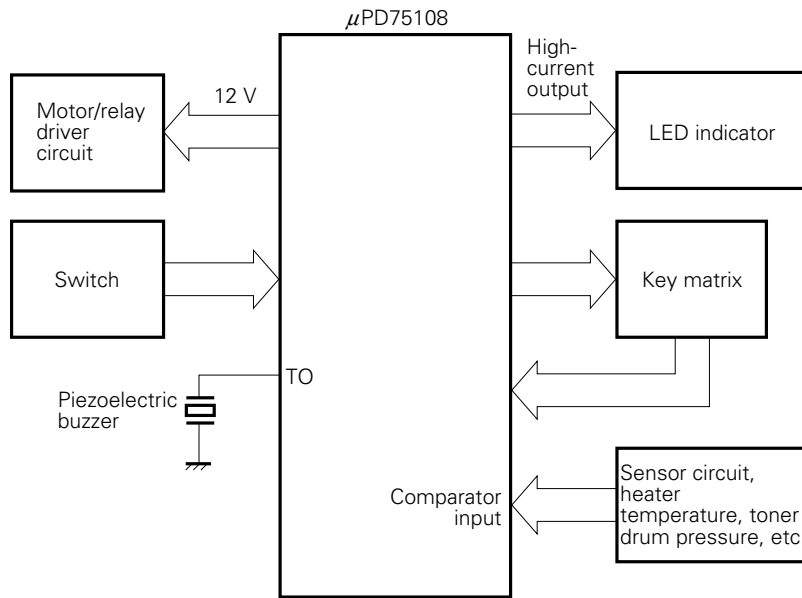 μPD75108
Motor/relay
driver
circuit
12 V
High-
current
output
LED indicator
Switch
Key matrix
TO
Piezoelectric
buzzer
Comparator
input
Sensor circuit,
heater
temperature, toner
drum pressure, etc